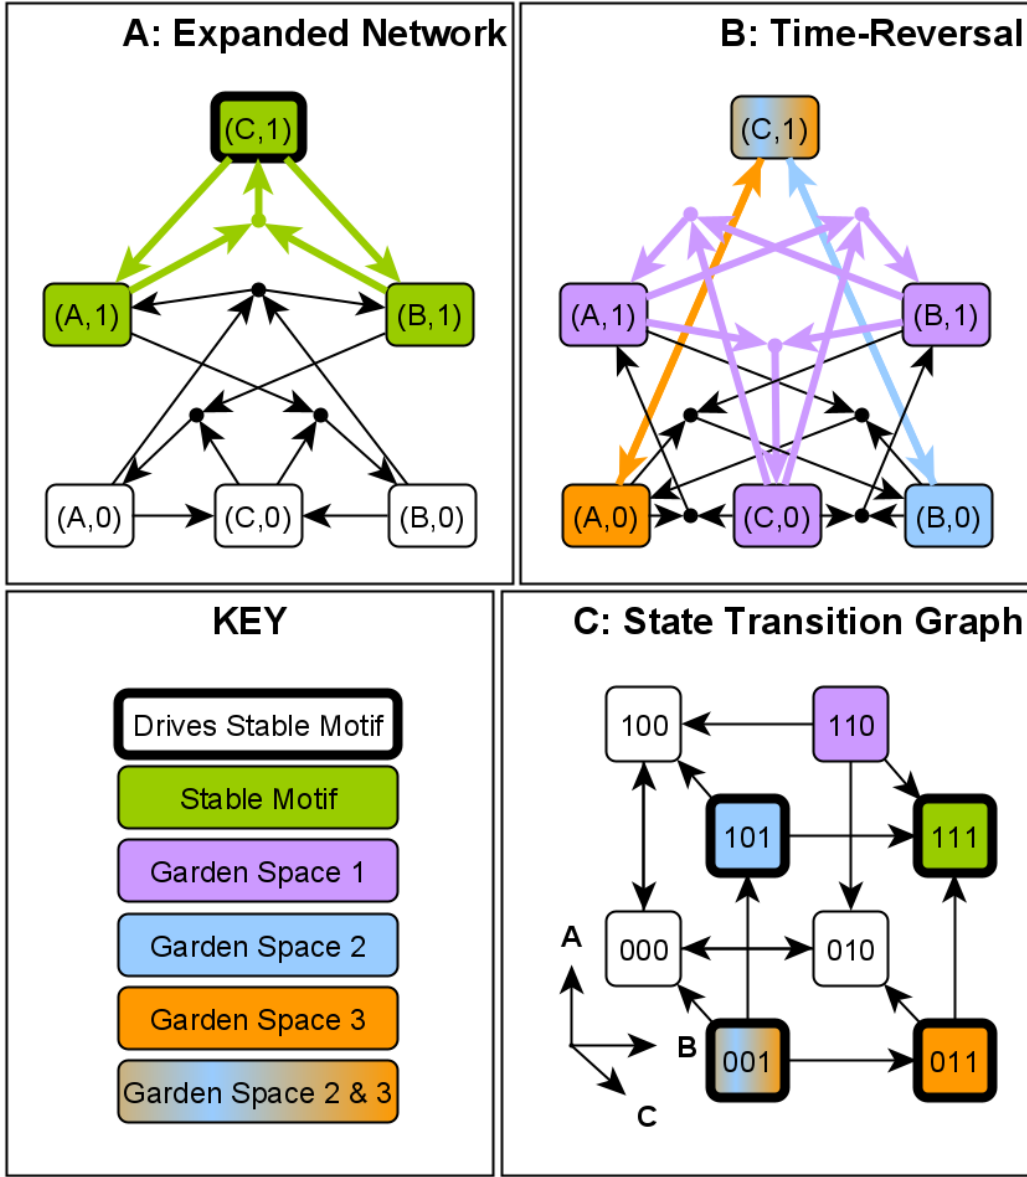 A: Expanded Network
(C,1)
(A,1)
(B,1)
(A,0)
(C,0)
(B,0)
B: Time-Reversal
(C,1)
(A,1)
(B,1)
(A,0)
(C,0)
(B,0)
KEY
Drives Stable Motif
Stable Motif
Garden Space 1
Garden Space 2
Garden Space 3
Garden Space 2 & 3
C: State Transition Graph
100
110
101
111
A
000
010
B
001
011
C